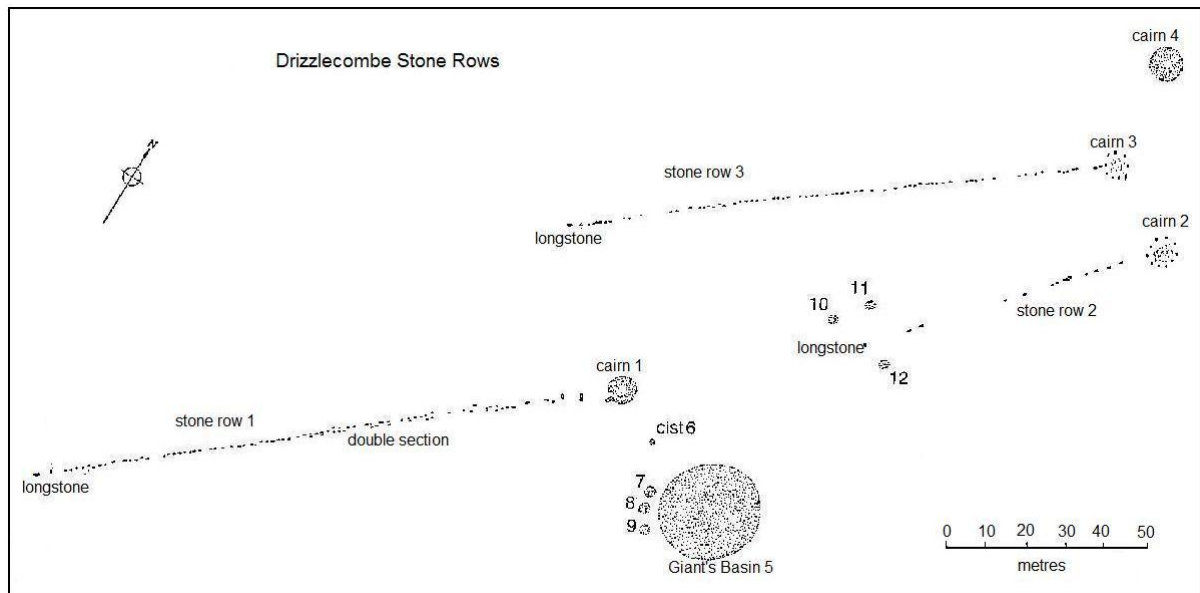 Drizzlecombe Stone Rows
cairn 4
N
cairn 3
stone row 3
longstone
cairn 2
11
10
stone row 2
longstone
12
cairn 1
stone row 1
double section
cist 6
longstone
7
8
9
Giant's Basin 5
0 10 20 30 40 50
metres